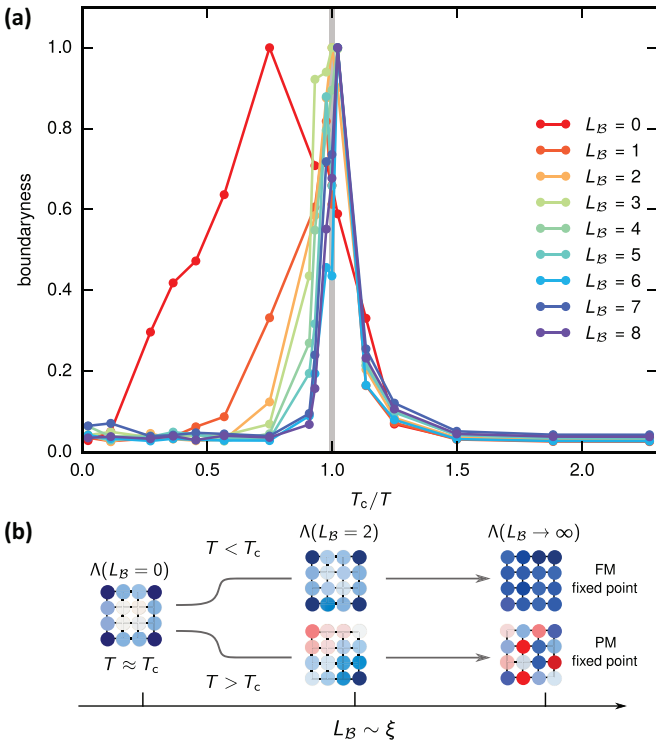 (a)
boundaryness
1.0
0.8
0.6
0.4
0.2
0.0
0.0 0.5 1.0 1.5 2.0
T_c/T
L_ℬ = 0
L_ℬ = 1
L_ℬ = 2
L_ℬ = 3
L_ℬ = 4
L_ℬ = 5
L_ℬ = 6
L_ℬ = 7
L_ℬ = 8
(b)
Λ(L_ℬ = 0)
T ≈ T_c
T < T_c
T > T_c
Λ(L_ℬ = 2)
Λ(L_ℬ → ∞)
FM
fixed point
PM
fixed point
L_ℬ ∼ ξ